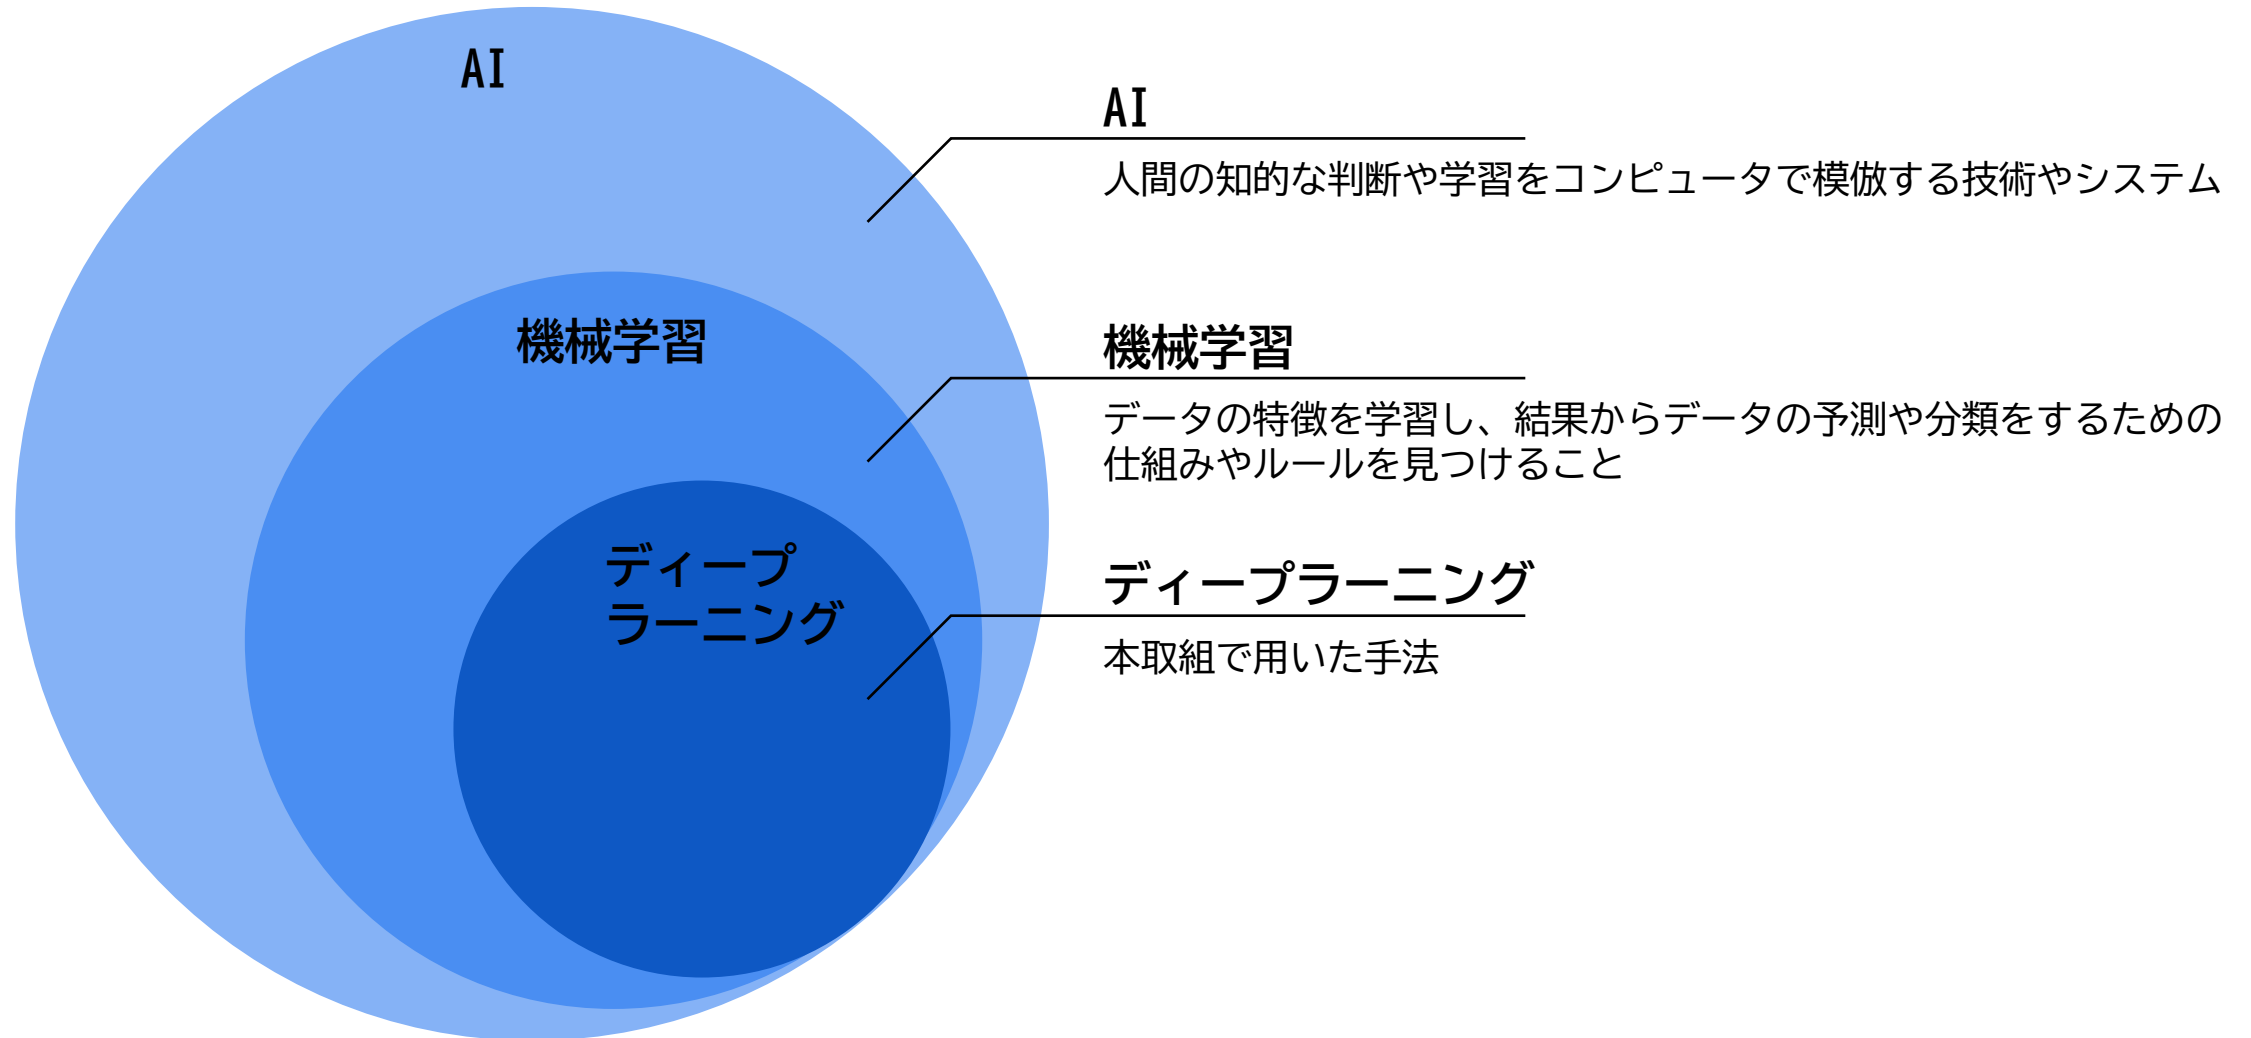 AI
機械学習
ディープ
ラーニング
AI
人間の知的な判断や学習をコンピュータで模倣する技術やシステム
機械学習
データの特徴を学習し、結果からデータの予測や分類をするための
仕組みやルールを見つけること
ディープラーニング
本取組で用いた手法